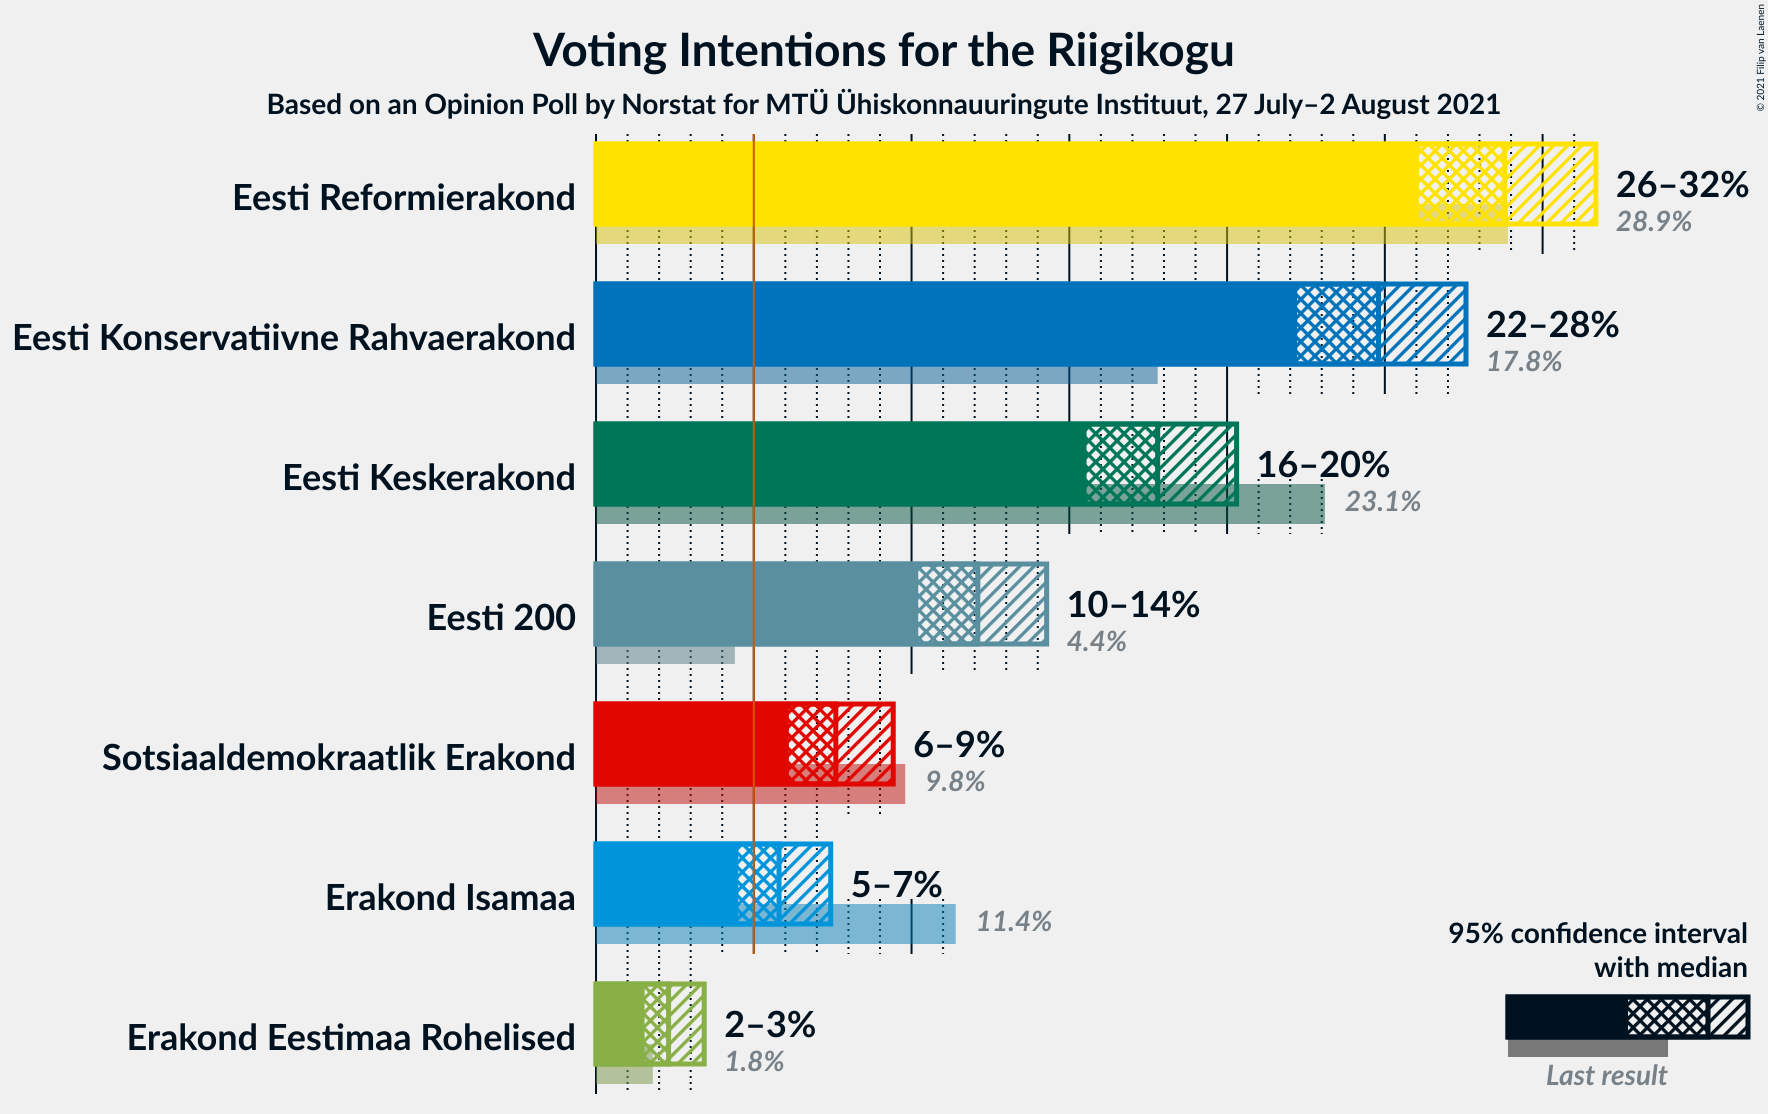 Voting Intentions for the Riigikogu
Based on an Opinion Poll by Norstat for MTÜ Ühiskonnauuringute Instituut, 27 July–2 August 2021
© 2021 Filip van Laenen
Eesti Reformierakond
26–32%
28.9%
Eesti Konservatiivne Rahvaerakond
22–28%
17.8%
Eesti Keskerakond
16–20%
23.1%
Eesti 200
10–14%
4.4%
Sotsiaaldemokraatlik Erakond
6–9%
9.8%
Erakond Isamaa
5–7%
11.4%
Erakond Eestimaa Rohelised
2–3%
1.8%
95% confidence interval
with median
Last result